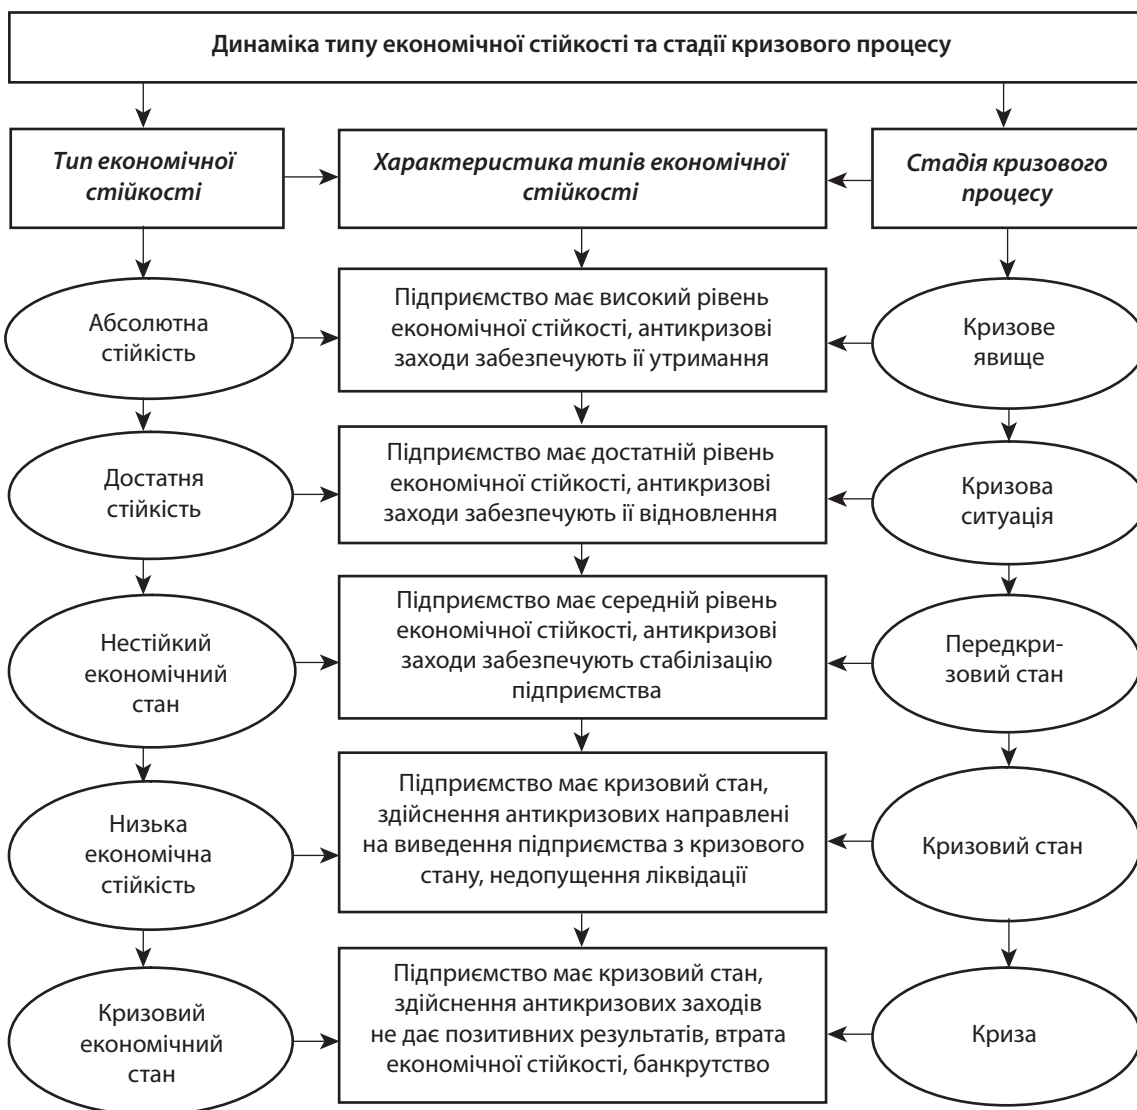 Динаміка типу економічної стійкості та стадії кризового процесу
Тип економічної
стійкості
Характеристика типів економічної
стійкості
Стадія кризового
процесу
Абсолютна
стійкість
Підприємство має високий рівень
економічної стійкості, антикризові
заходи забезпечують ії утримання
Кризове
явище
Достатня
стійкість
Підприємство має достатній рівень
економічної стійкості, антикризові
заходи забезпечують ії відновлення
Кризова
ситуація
Нестійкий
економічний
стан
Підприємство має середній рівень
економічної стійкості, антикризові
заходи забезпечують стабілізацію
підприємства
Передкри-
зовий стан
Низька
економічна
стійкість
Підприємство має кризовий стан,
здійснення антикризових направлені
на виведення підприємства з кризового
стану, недопущення ліквідації
Кризовий стан
Кризовий
економічний
стан
Підприємство має кризовий стан,
здійснення антикризових заходів
не дає позитивних результатів, втрата
економічної стійкості, банкрутство
Криза